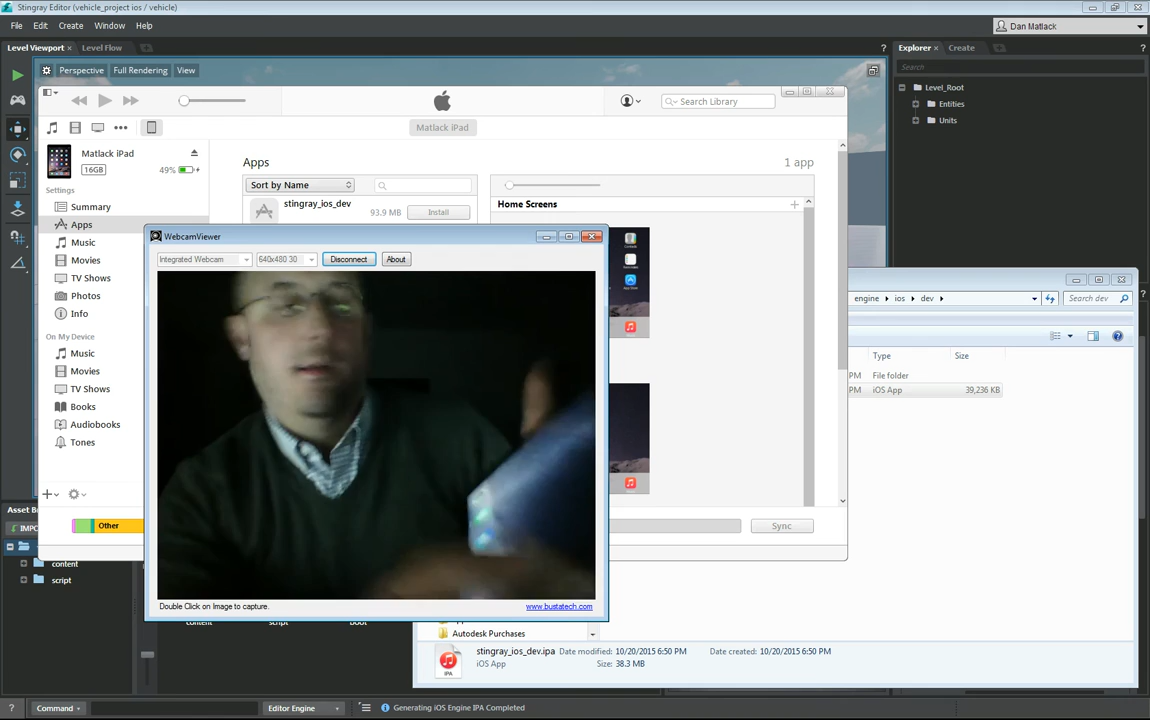 Stingray Editor (vehicle_project ios / vehicle)
File Edit Create Window Help
Dan Matlack
Level Viewport × Level Flow
? Explorer × Create ?
Perspective Full Rendering View
Search
Level_Root
Entities
Units
Search Library
Matlack iPad
Matlack iPad
16GB 49%
Settings
Summary
Apps
Music
Movies
TV Shows
Photos
Info
On My Device
Music
Movies
TV Shows
Books
Audiobooks
Tones
Other
Apps
1 app
Sort by Name
stingray_ios_dev
93.9 MB
Install
Home Screens
Sync
WebcamViewer
Integrated Webcam 640x480 30 Disconnect About
Double Click on Image to capture. www.bustatech.com
engine ios dev Search dev
Type Size
PM File folder
PM iOS App 39,236 KB
Autodesk Purchases
stingray_ios_dev.ipa Date modified: 10/20/2015 6:50 PM Date created: 10/20/2015 6:50 PM
iOS App Size: 38.3 MB
IPA
Asset Br
IMPO
content
script
content script boot
? Command Editor Engine Generating iOS Engine IPA Completed